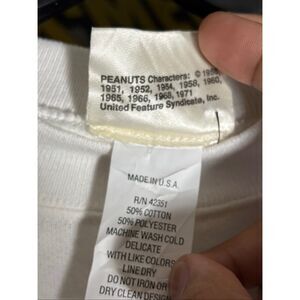 PEANUTS Characters: © 1950,
1951, 1952, 1954, 1958, 1960,
1965, 1966, 1968, 1971
United Feature Syndicate, Inc.
MADE IN U.S.A.
R/N 42351
50% COTTON
50% POLYESTER
MACHINE WASH COLD
DELICATE
WITH LIKE COLORS
LINE DRY
DO NOT IRON OR
DRY CLEAN DESIGN